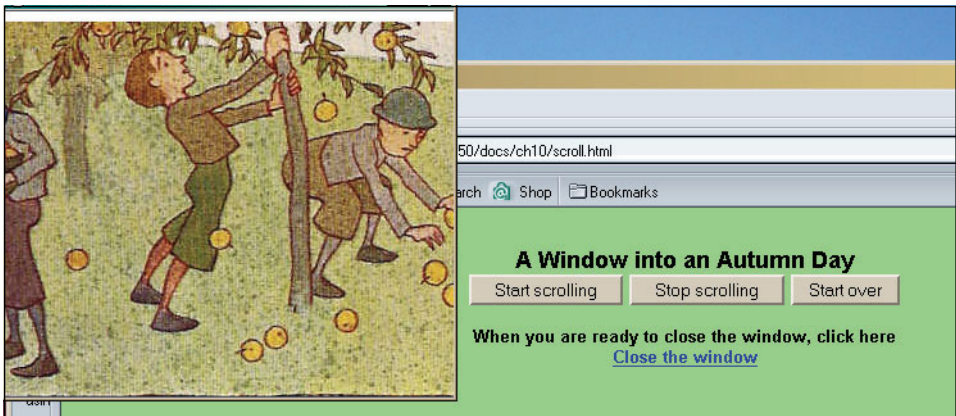 50/docs/ch10/scroll.html
arch Shop Bookmarks
A Window into an Autumn Day
Start scrolling Stop scrolling Start over
When you are ready to close the window, click here
Close the window